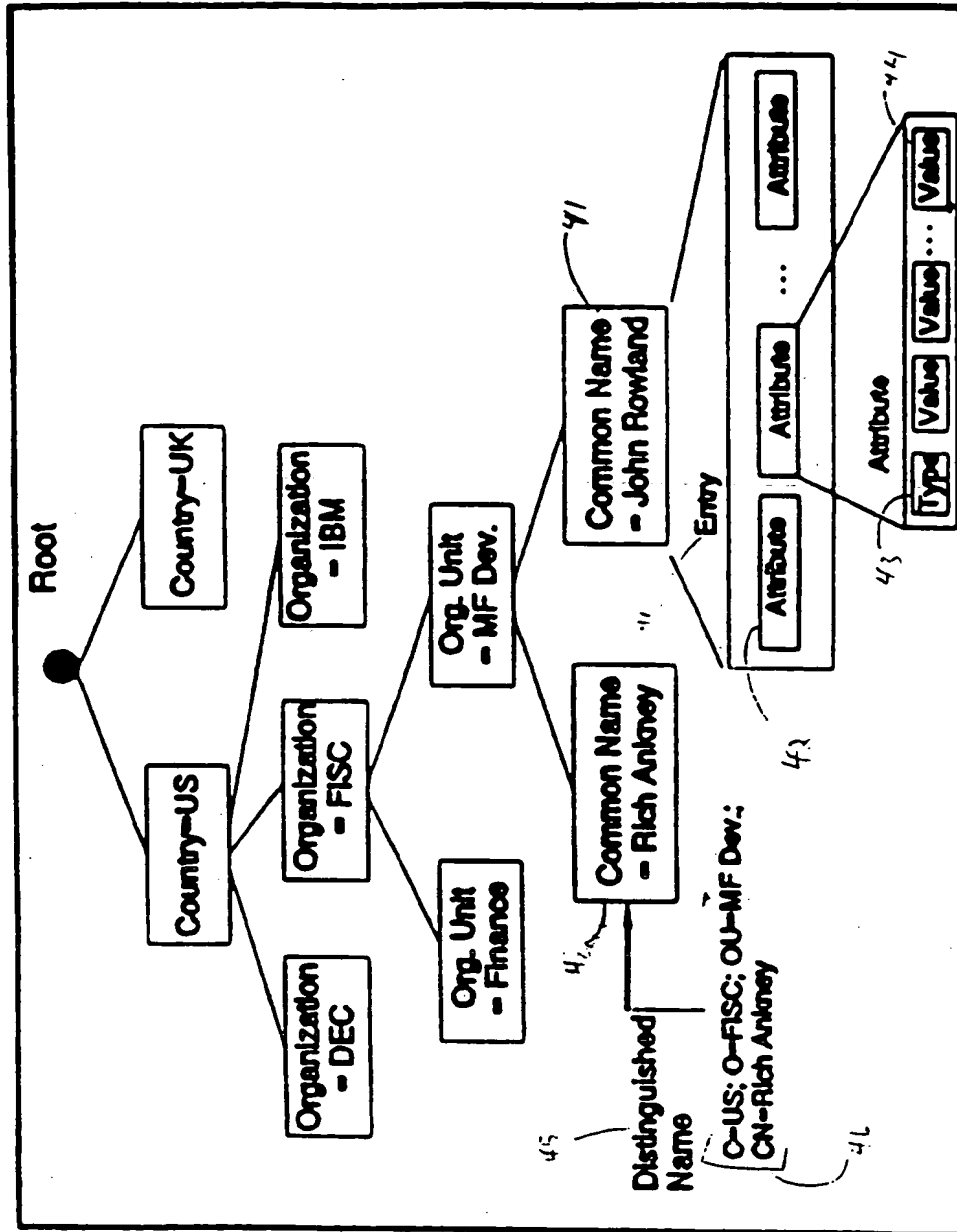 Root
Country=US
Country=UK
Organization
= DEC
Organization
= FISC
Organization
= IBM
Org. Unit
= Finance
Org. Unit
= MF Dev.
Common Name
= Rich Ankney
Common Name
= John Rowland
41
45
Distinguished
Name
C=US; O=FISC; OU=MF Dev.;
CN=Rich Ankney
41
Entry
42
Attribute
Attribute
...
Attribute
Attribute
43
44
Type
Value
Value
...
Value